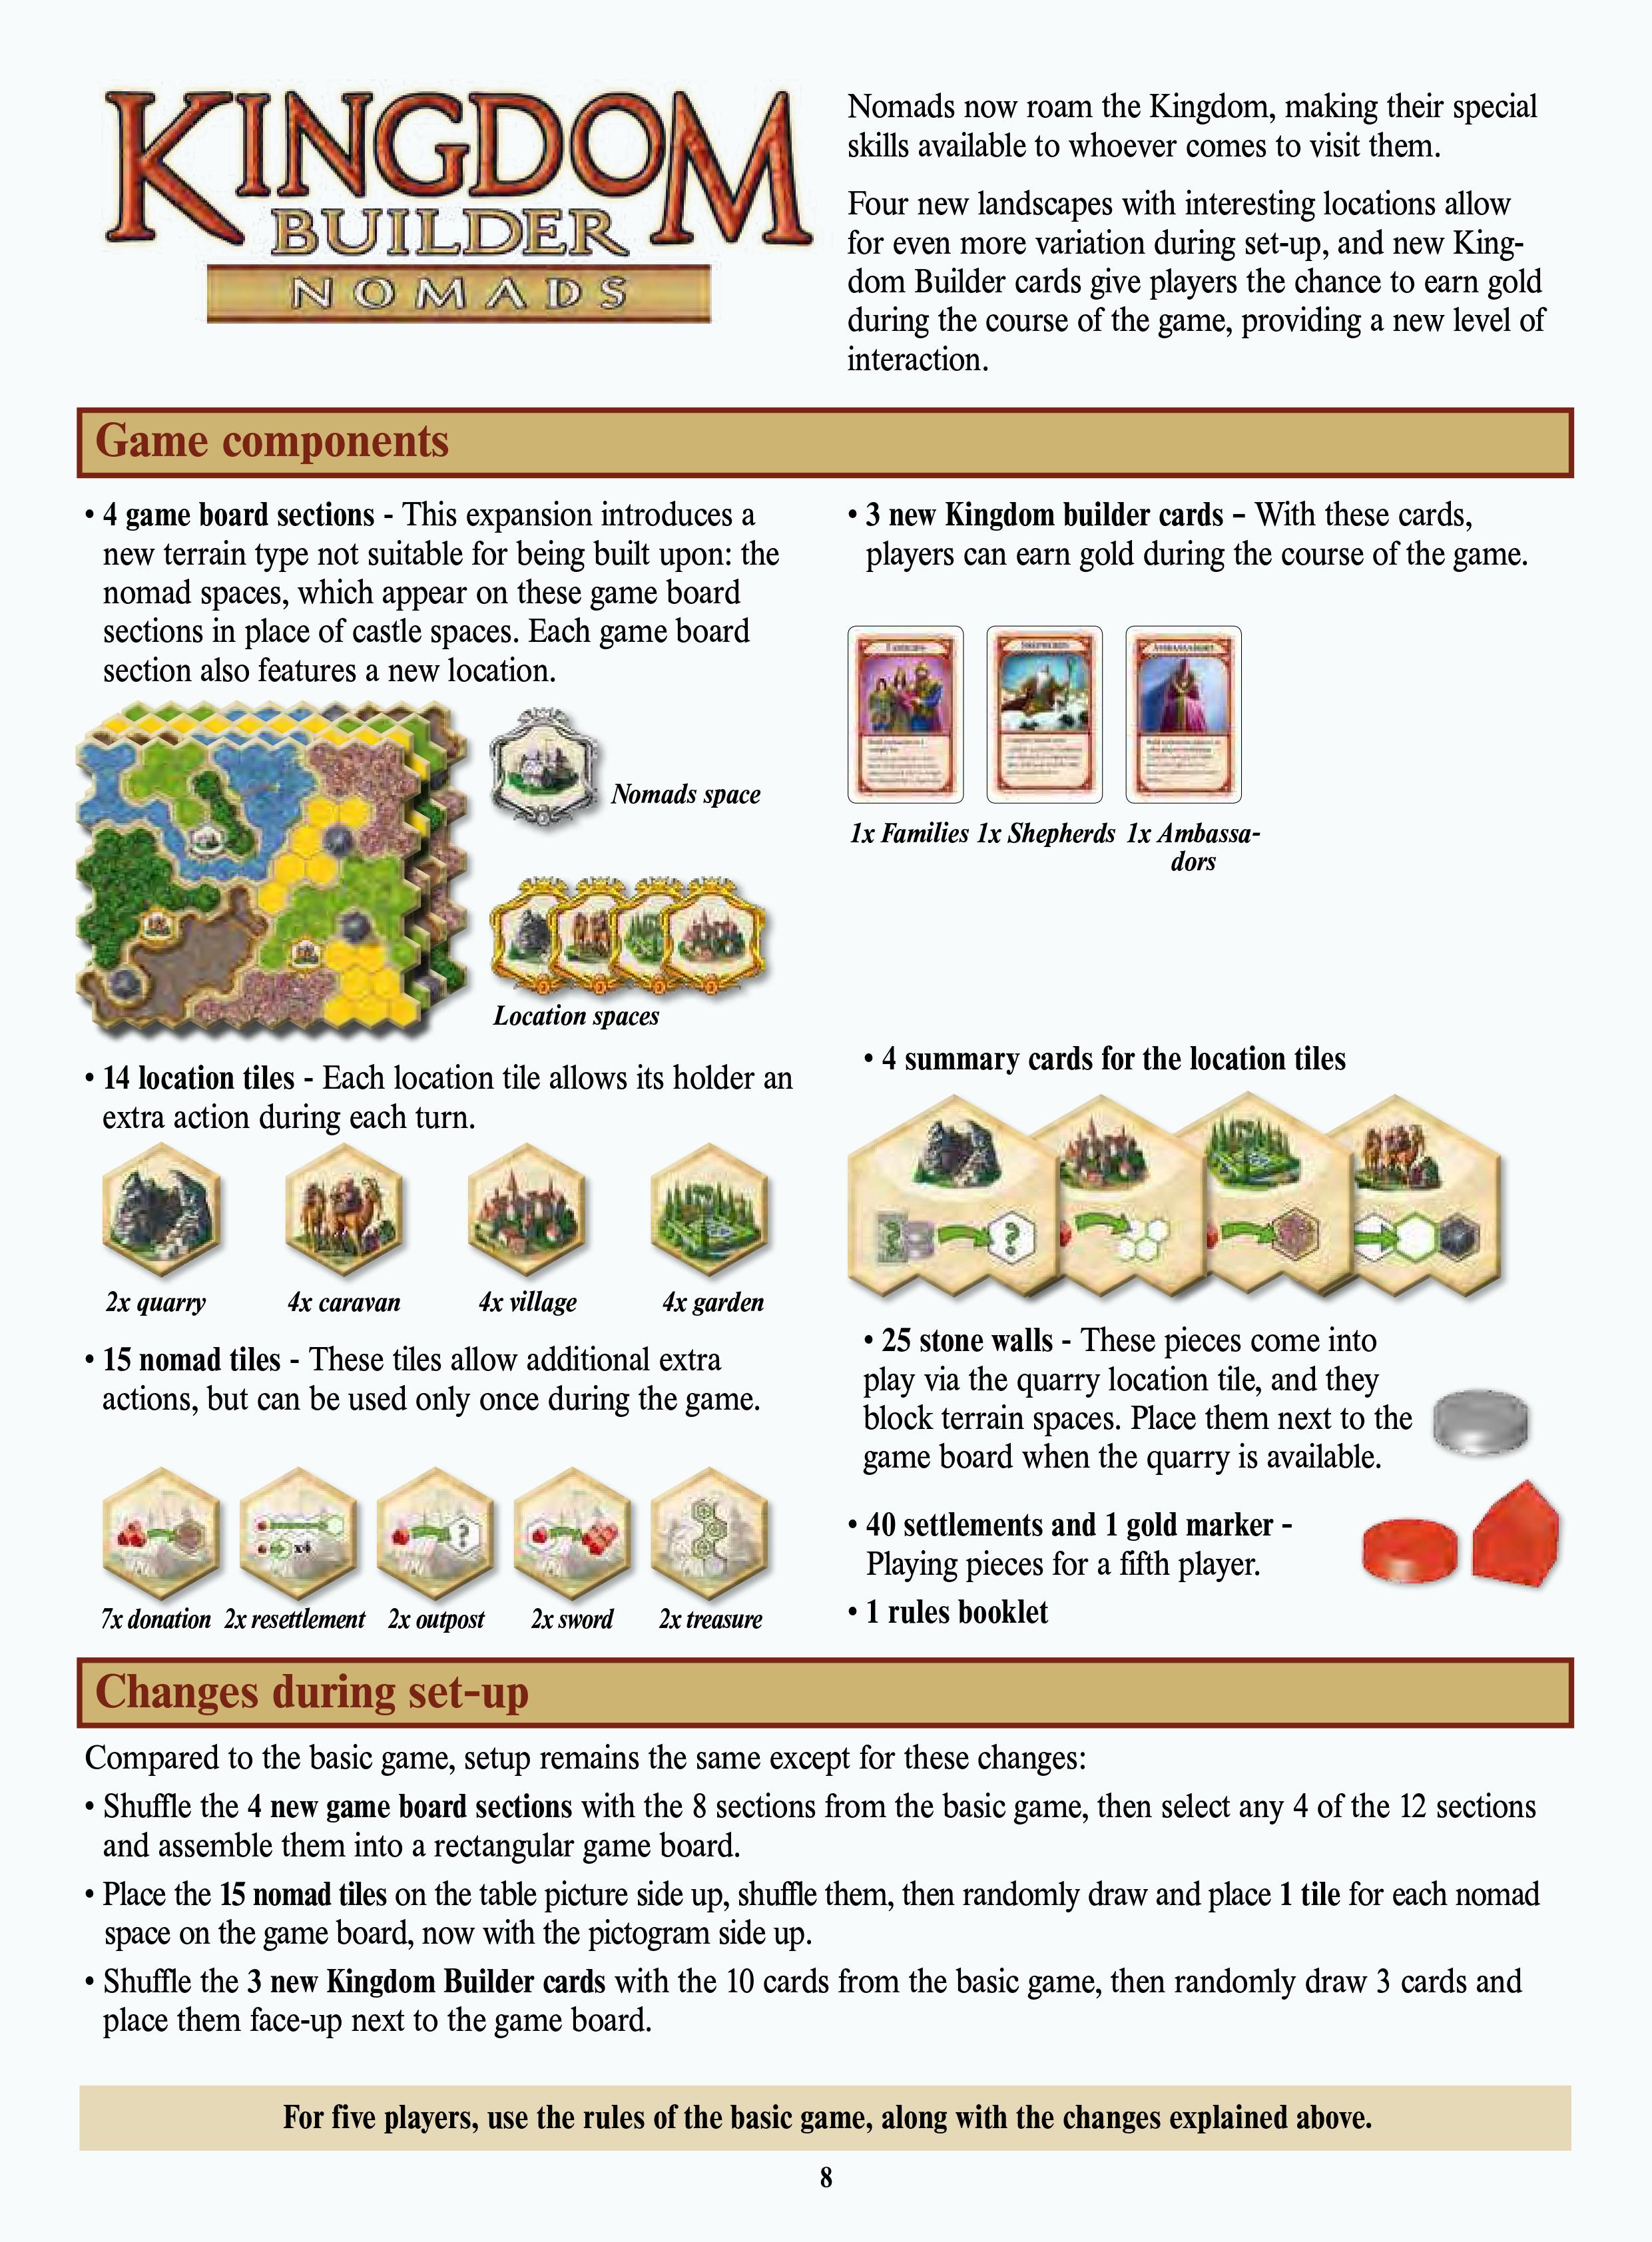 KINGDOM
BUILDER
NOMADS
Nomads now roam the Kingdom, making their special
skills available to whoever comes to visit them.
Four new landscapes with interesting locations allow
for even more variation during set-up, and new King-
dom Builder cards give players the chance to earn gold
during the course of the game, providing a new level of
interaction.
Game components
• 4 game board sections - This expansion introduces a
new terrain type not suitable for being built upon: the
nomad spaces, which appear on these game board
sections in place of castle spaces. Each game board
section also features a new location.
Nomads space
Location spaces
• 14 location tiles - Each location tile allows its holder an
extra action during each turn.
2x quarry 4x caravan 4x village 4x garden
• 15 nomad tiles - These tiles allow additional extra
actions, but can be used only once during the game.
?
x4
7x donation 2x resettlement 2x outpost 2x sword 2x treasure
• 3 new Kingdom builder cards – With these cards,
players can earn gold during the course of the game.
Families Shepherds Ambassadors
1x Families 1x Shepherds 1x Ambassa-
dors
• 4 summary cards for the location tiles
? ?
• 25 stone walls - These pieces come into
play via the quarry location tile, and they
block terrain spaces. Place them next to the
game board when the quarry is available.
• 40 settlements and 1 gold marker –
Playing pieces for a fifth player.
• 1 rules booklet
Changes during set-up
Compared to the basic game, setup remains the same except for these changes:
• Shuffle the 4 new game board sections with the 8 sections from the basic game, then select any 4 of the 12 sections
and assemble them into a rectangular game board.
• Place the 15 nomad tiles on the table picture side up, shuffle them, then randomly draw and place 1 tile for each nomad
space on the game board, now with the pictogram side up.
• Shuffle the 3 new Kingdom Builder cards with the 10 cards from the basic game, then randomly draw 3 cards and
place them face-up next to the game board.
For five players, use the rules of the basic game, along with the changes explained above.
8